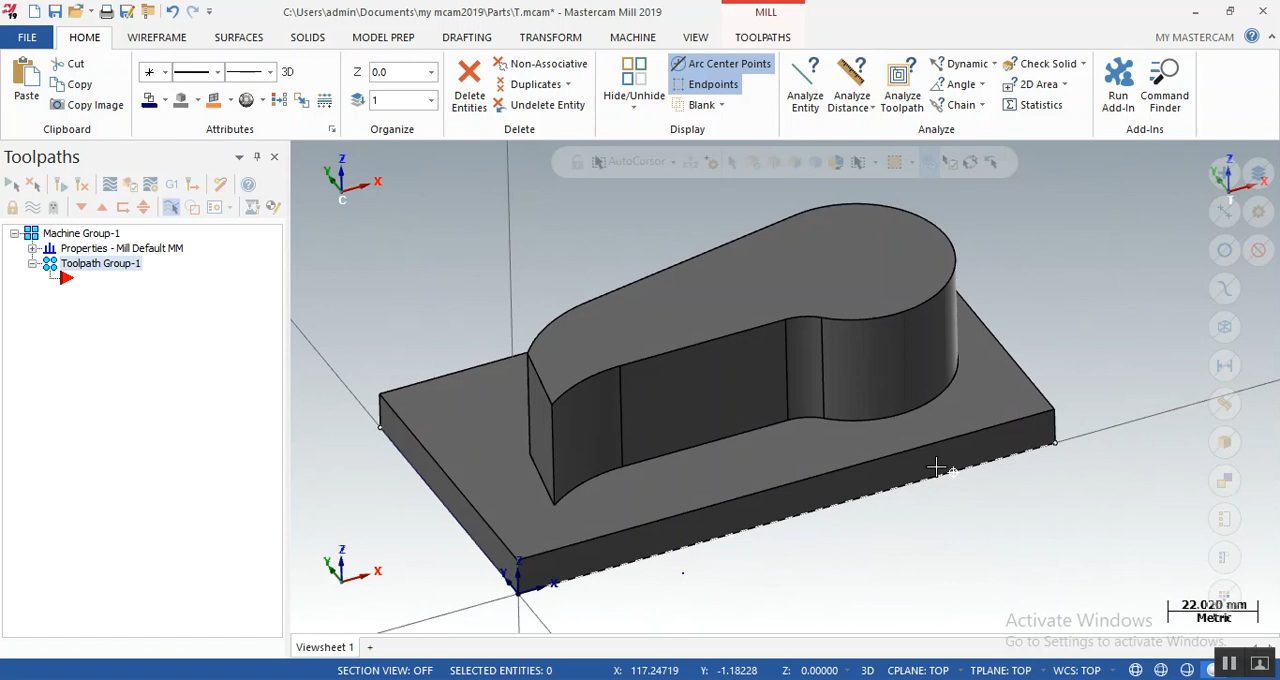 C:\Users\admin\Documents\my mcam2019\Parts\T.mcam* - Mastercam Mill 2019
MILL
FILE HOME WIREFRAME SURFACES SOLIDS MODEL PREP DRAFTING TRANSFORM MACHINE VIEW TOOLPATHS MY MASTERCAM
Paste
Cut
Copy
Copy Image
Clipboard
3D
Attributes
Z 0.0
1
Organize
Delete Entities
Non-Associative
Duplicates
Undelete Entity
Delete
Hide/Unhide
Arc Center Points
Endpoints
Blank
Display
Analyze Entity
Analyze Distance
Analyze Toolpath
Dynamic
Angle
Chain
Check Solid
2D Area
Statistics
Analyze
Run Add-In
Command Finder
Add-Ins
Toolpaths
G1
Machine Group-1
Properties - Mill Default MM
Toolpath Group-1
AutoCursor
Z
Y X
C
Z
Y X
T
Z
Y X
Z
Y X
22.020 mm
Metric
Activate Windows
Go to Settings to activate Windows.
Viewsheet 1 +
SECTION VIEW: OFF SELECTED ENTITIES: 0 X: 117.24719 Y: -1.18228 Z: 0.00000 3D CPLANE: TOP TPLANE: TOP WCS: TOP